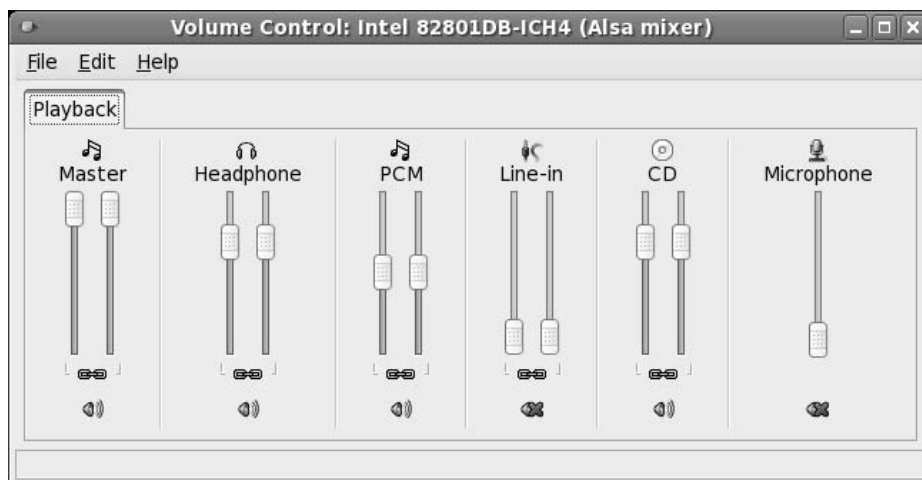 Volume Control: Intel 82801DB-ICH4 (Alsa mixer)
File Edit Help
Playback
Master Headphone PCM Line-in CD Microphone